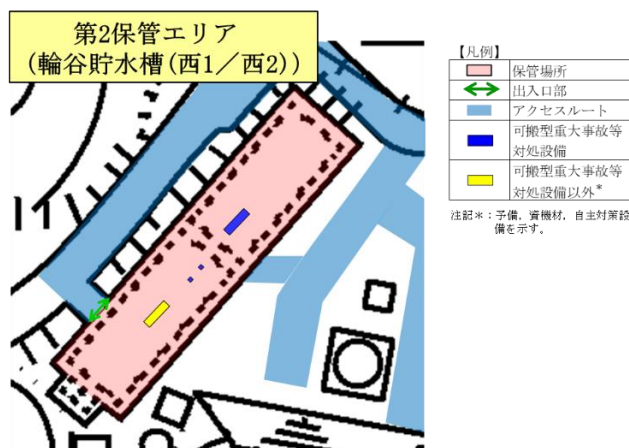 第2保管エリア
(輪谷貯水槽(西1／西2))
【凡例】
保管場所
出入口部
アクセスルート
可搬型重大事故等
対処設備
可搬型重大事故等
対処設備以外*
注記＊：予備，資機材，自主対策設
備を示す。